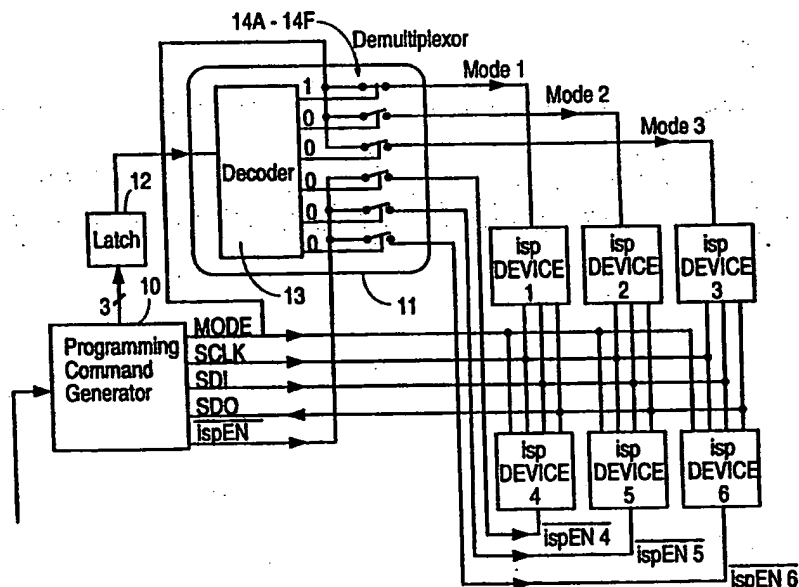 14A - 14F
Demultiplexor
Mode 1
Mode 2
Mode 3
1
0
0
0
0
0
Decoder
12
Latch
13
11
3
10
Programming
Command
Generator
MODE
SCLK
SDI
SDO
ispEN
isp
DEVICE
1
isp
DEVICE
2
isp
DEVICE
3
isp
DEVICE
4
isp
DEVICE
5
isp
DEVICE
6
ispEN 4
ispEN 5
ispEN 6